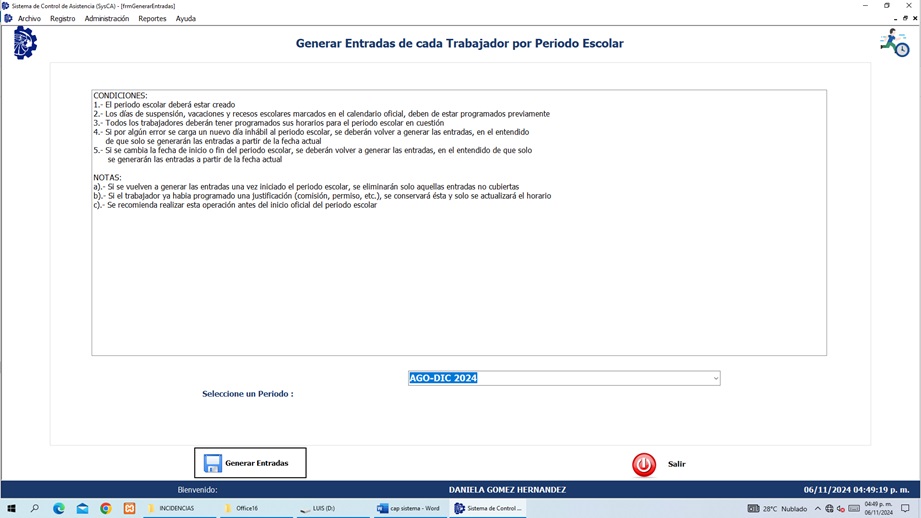 Sistema de Control de Asistencia (SysCA) - [frmGenerarEntradas]
Archivo Registro Administración Reportes Ayuda
Generar Entradas de cada Trabajador por Periodo Escolar
CONDICIONES:
1.- El periodo escolar deberá estar creado
2.- Los días de suspensión, vacaciones y recesos escolares marcados en el calendario oficial, deben de estar programados previamente
3.- Todos los trabajadores deberán tener programados sus horarios para el periodo escolar en cuestión
4.- Si por algún error se carga un nuevo día inhábil al periodo escolar, se deberán volver a generar las entradas, en el entendido
de que solo se generarán las entradas a partir de la fecha actual
5.- Si se cambia la fecha de inicio o fin del periodo escolar, se deberán volver a generar las entradas, en el entendido de que solo
se generarán las entradas a partir de la fecha actual
NOTAS:
a).- Si se vuelven a generar las entradas una vez iniciado el periodo escolar, se eliminarán solo aquellas entradas no cubiertas
b).- Si el trabajador ya habia programado una justificación (comisión, permiso, etc.), se conservará ésta y solo se actualizará el horario
c).- Se recomienda realizar esta operación antes del inicio oficial del periodo escolar
AGO-DIC 2024
Seleccione un Periodo :
Generar Entradas
Salir
Bienvenido: DANIELA GOMEZ HERNANDEZ 06/11/2024 04:49:19 p. m.
INCIDENCIAS Office16 LUIS (D:) cap sistema - Word Sistema de Control ... 28°C Nublado 04:49 p. m.
06/11/2024